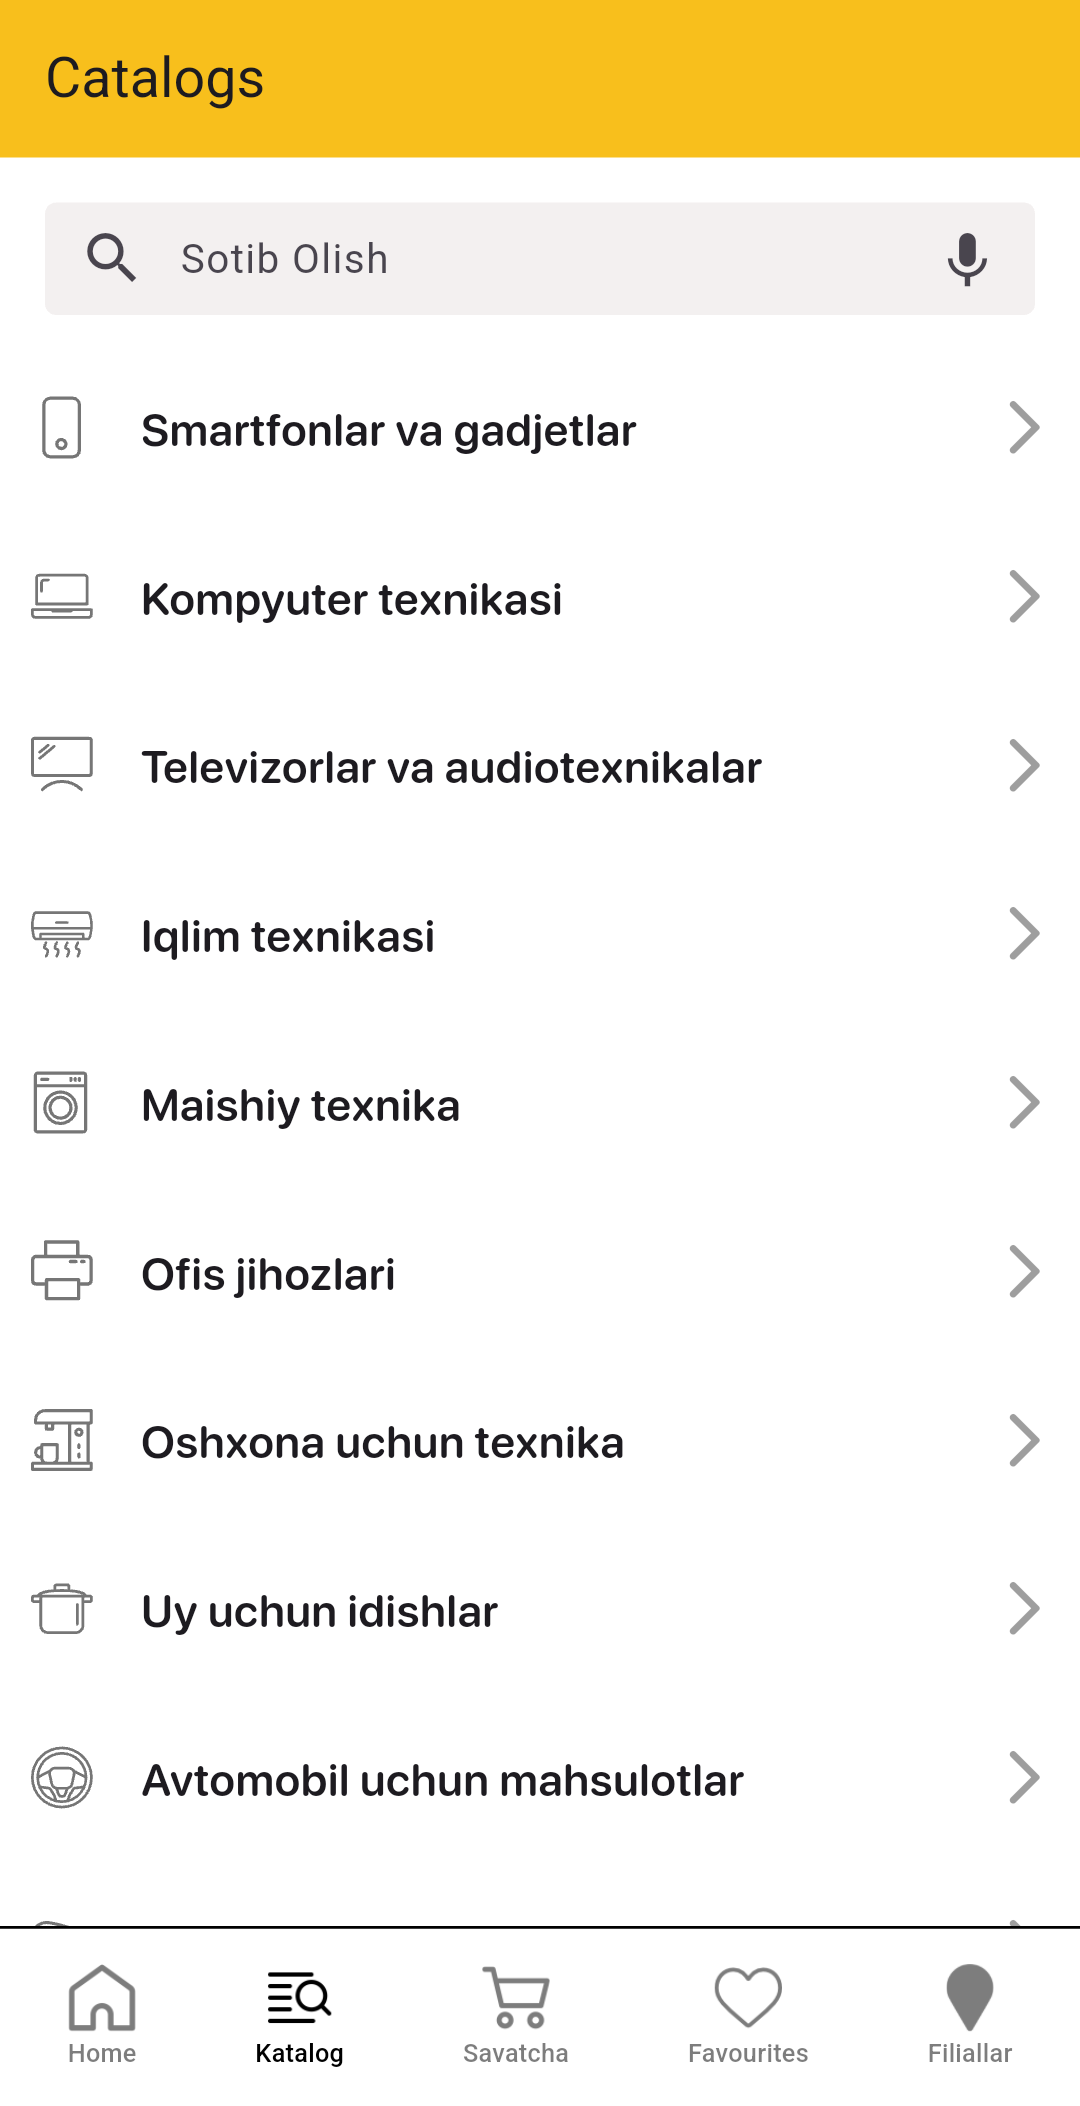 Catalogs
Sotib Olish
Smartfonlar va gadjetlar
Kompyuter texnikasi
Televizorlar va audiotexnikalar
Iqlim texnikasi
Maishiy texnika
Ofis jihozlari
Oshxona uchun texnika
Uy uchun idishlar
Avtomobil uchun mahsulotlar
Home
Katalog
Savatcha
Favourites
Filiallar